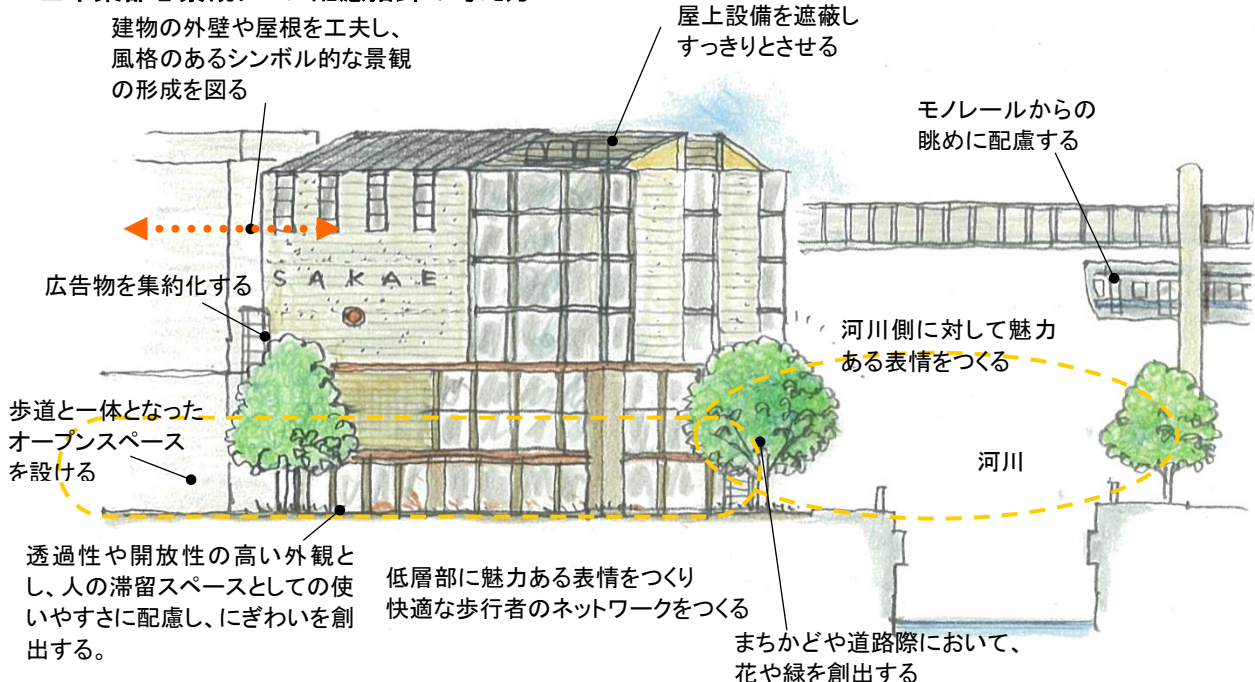 建物の外壁や屋根を工夫し、
風格のあるシンボル的な景観
の形成を図る
屋上設備を遮蔽し
すっきりとさせる
モノレールからの
眺めに配慮する
広告物を集約化する
SAKAE
河川側に対して魅力
ある表情をつくる
歩道と一体となった
オープンスペース
を設ける
河川
透過性や開放性の高い外観と
し、人の滞留スペースとしての使
いやすさに配慮し、にぎわいを創
出する。
低層部に魅力ある表情をつくり
快適な歩行者のネットワークをつくる
まちかどや道路際において、
花や緑を創出する